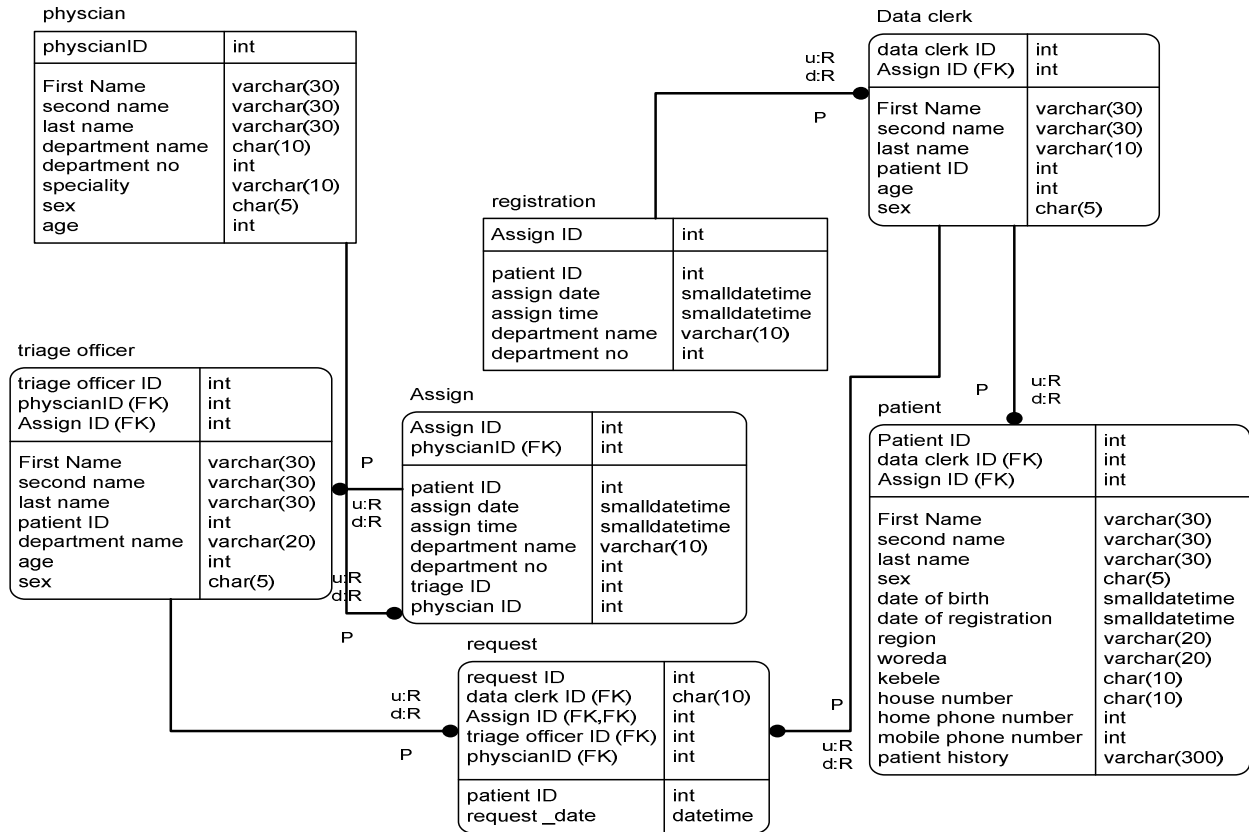 physcian
physcianID int
First Name varchar(30)
second name varchar(30)
last name varchar(30)
department name char(10)
department no int
speciality varchar(10)
sex char(5)
age int
Data clerk
data clerk ID int
Assign ID (FK) int
First Name varchar(30)
second name varchar(30)
last name varchar(10)
patient ID int
age int
sex char(5)
u:R
d:R
P
registration
Assign ID int
patient ID int
assign date smalldatetime
assign time smalldatetime
department name varchar(10)
department no int
triage officer
triage officer ID int
physcianID (FK) int
Assign ID (FK) int
First Name varchar(30)
second name varchar(30)
last name varchar(30)
patient ID int
department name varchar(20)
age int
sex char(5)
P
u:R
d:R
Assign
Assign ID int
physcianID (FK) int
patient ID int
assign date smalldatetime
assign time smalldatetime
department name varchar(10)
department no int
triage ID int
physcian ID int
u:R
d:R
P
P
u:R
d:R
patient
Patient ID int
data clerk ID (FK) int
Assign ID (FK) int
First Name varchar(30)
second name varchar(30)
last name varchar(30)
sex char(5)
date of birth smalldatetime
date of registration smalldatetime
region varchar(20)
woreda varchar(20)
kebele char(10)
house number char(10)
home phone number int
mobile phone number int
patient history varchar(300)
request
request ID int
data clerk ID (FK) char(10)
Assign ID (FK,FK) int
triage officer ID (FK) int
physcianID (FK) int
patient ID int
request _date datetime
u:R
d:R
P
P
u:R
d:R